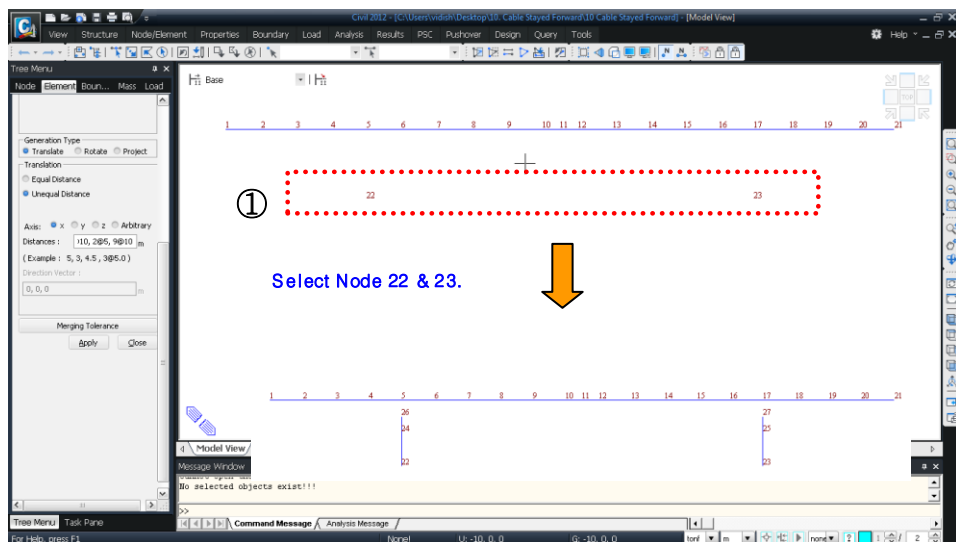 Civil 2012 - [C:\Users\vidish\Desktop\10. Cable Stayed Forward\10 Cable Stayed Forward] - [Model View]
View Structure Node/Element Properties Boundary Load Analysis Results PSC Pushover Design Query Tools Help
Tree Menu
Node Element Boun... Mass Load
Base
TOP
1 2 3 4 5 6 7 8 9 10 11 12 13 14 15 16 17 18 19 20 21
Generation Type
Translate Rotate Project
Translation
Equal Distance
Unequal Distance
① 22 23
Axis: x y z Arbitrary
Distances : 10, 2@5, 9@10 m
( Example : 5, 3, 4.5 , 3@5.0 )
Direction Vector :
0, 0, 0 m
Select Node 22 & 23.
Merging Tolerance
Apply Close
1 2 3 4 5 6 7 8 9 10 11 12 13 14 15 16 17 18 19 20 21
26 27
24 25
22 23
Model View
Message Window
No selected objects exist!!!
>>
Tree Menu Task Pane
Command Message Analysis Message
For Help, press F1 None! U: -10, 0, 0 G: -10, 0, 0 tonf m none 2